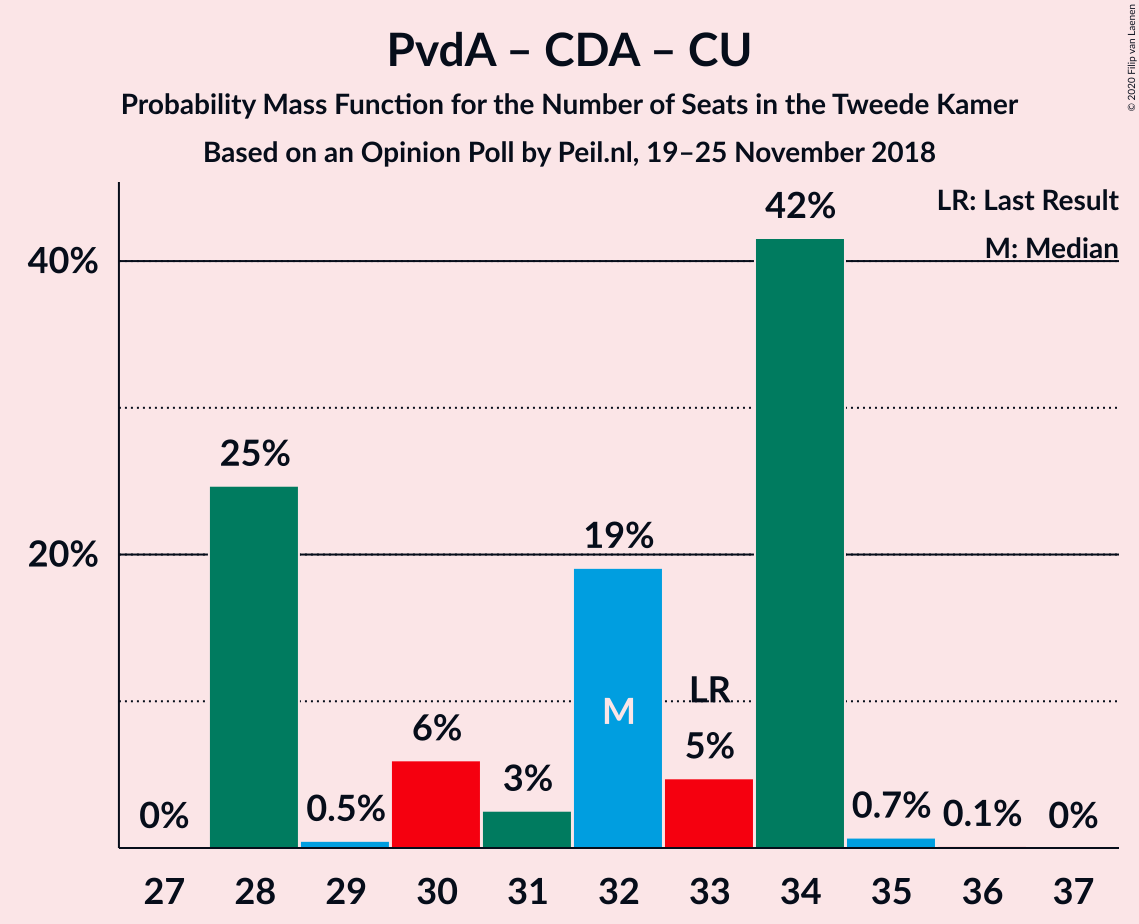 PvdA – CDA – CU
Probability Mass Function for the Number of Seats in the Tweede Kamer
Based on an Opinion Poll by Peil.nl, 19–25 November 2018
© 2020 Filip van Laenen
LR: Last Result
M: Median
40%
20%
0%
25%
0.5%
6%
3%
19%
M
LR
5%
42%
0.7%
0.1%
0%
27 28 29 30 31 32 33 34 35 36 37